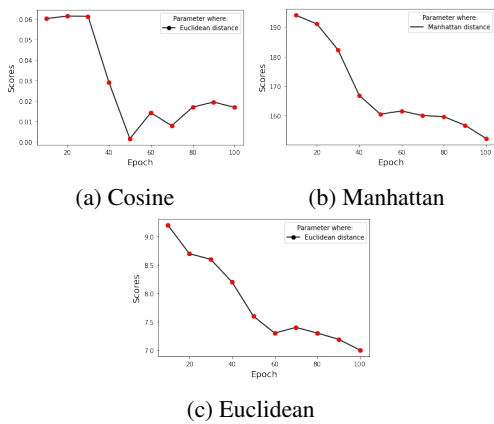 Parameter where:
Euclidean distance
Scores
0.06
0.05
0.04
0.03
0.02
0.01
0.00
20 40 60 80 100
Epoch
(a) Cosine
Parameter where:
Manhattan distance
Scores
190
180
170
160
20 40 60 80 100
Epoch
(b) Manhattan
Parameter where:
Euclidean distance
Scores
9.0
8.5
8.0
7.5
7.0
20 40 60 80 100
Epoch
(c) Euclidean